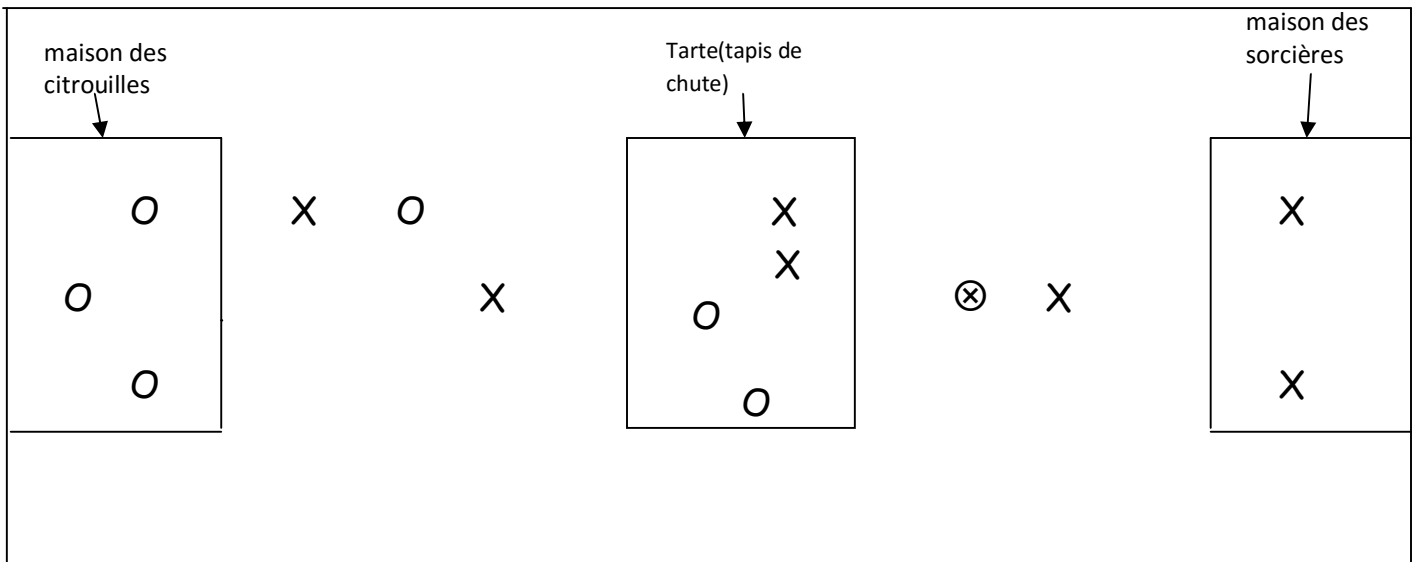 maison des
citrouilles
Tarte(tapis de
chute)
maison des
sorcières
O X O X X
X
O X O ⊗ X
O O X